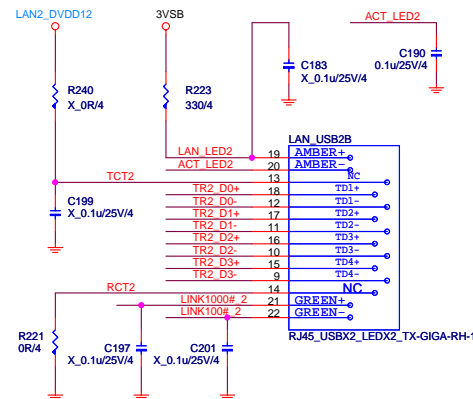 LAN2_DVDD12
3VSB
ACT_LED2
R240
X_0R/4
R223
330/4
C183
X_0.1u/25V/4
C190
0.1u/25V/4
LAN_USB2B
LAN_LED2 19 AMBER+
ACT_LED2 20 AMBER-
TCT2 13 NC
TR2_D0+ 18 TD1+
TR2_D0- 12 TD1-
TR2_D1+ 17 TD2+
TR2_D1- 11 TD2-
TR2_D2+ 16 TD3+
TR2_D2- 10 TD3-
TR2_D3+ 15 TD4+
TR2_D3- 9 TD4-
RCT2 14 NC
LINK1000#_2 21 GREEN+
LINK100#_2 22 GREEN-
C199
X_0.1u/25V/4
R221
0R/4
C197
X_0.1u/25V/4
C201
X_0.1u/25V/4
RJ45_USBX2_LEDX2_TX-GIGA-RH-1